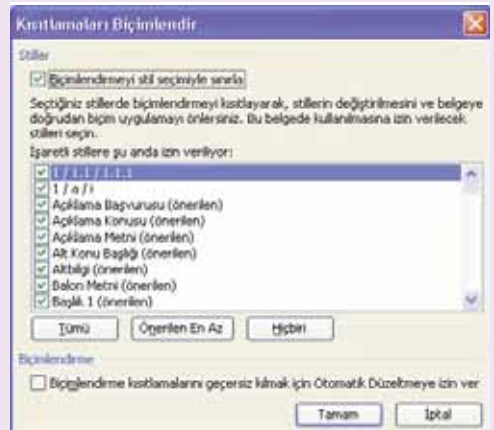 Kısıtlamaları Biçimlendir
Stiller
Biçimlendirmeyi stil seçimiyle sınırla
Seçtiğiniz stillerde biçimlendirmeyi kısıtlayarak, stillerin değiştirilmesini ve belgeye
doğrudan biçim uygulamayı önlersiniz. Bu belgede kullanılmasına izin verilecek
stilleri seçin.
İşaretli stillere şu anda izin veriliyor:
1 / 1.1 / 1.1.1
1 / a / i
Açıklama Başvurusu (önerilen)
Açıklama Konusu (önerilen)
Açıklama Metni (önerilen)
Alt Konu Başlığı (önerilen)
Altbilgi (önerilen)
Balon Metni (önerilen)
Başlık 1 (önerilen)
Tümü Önerilen En Az Hiçbiri
Biçimlendirme
Biçimlendirme kısıtlamalarını geçersiz kılmak için Otomatik Düzeltmeye izin ver
Tamam İptal